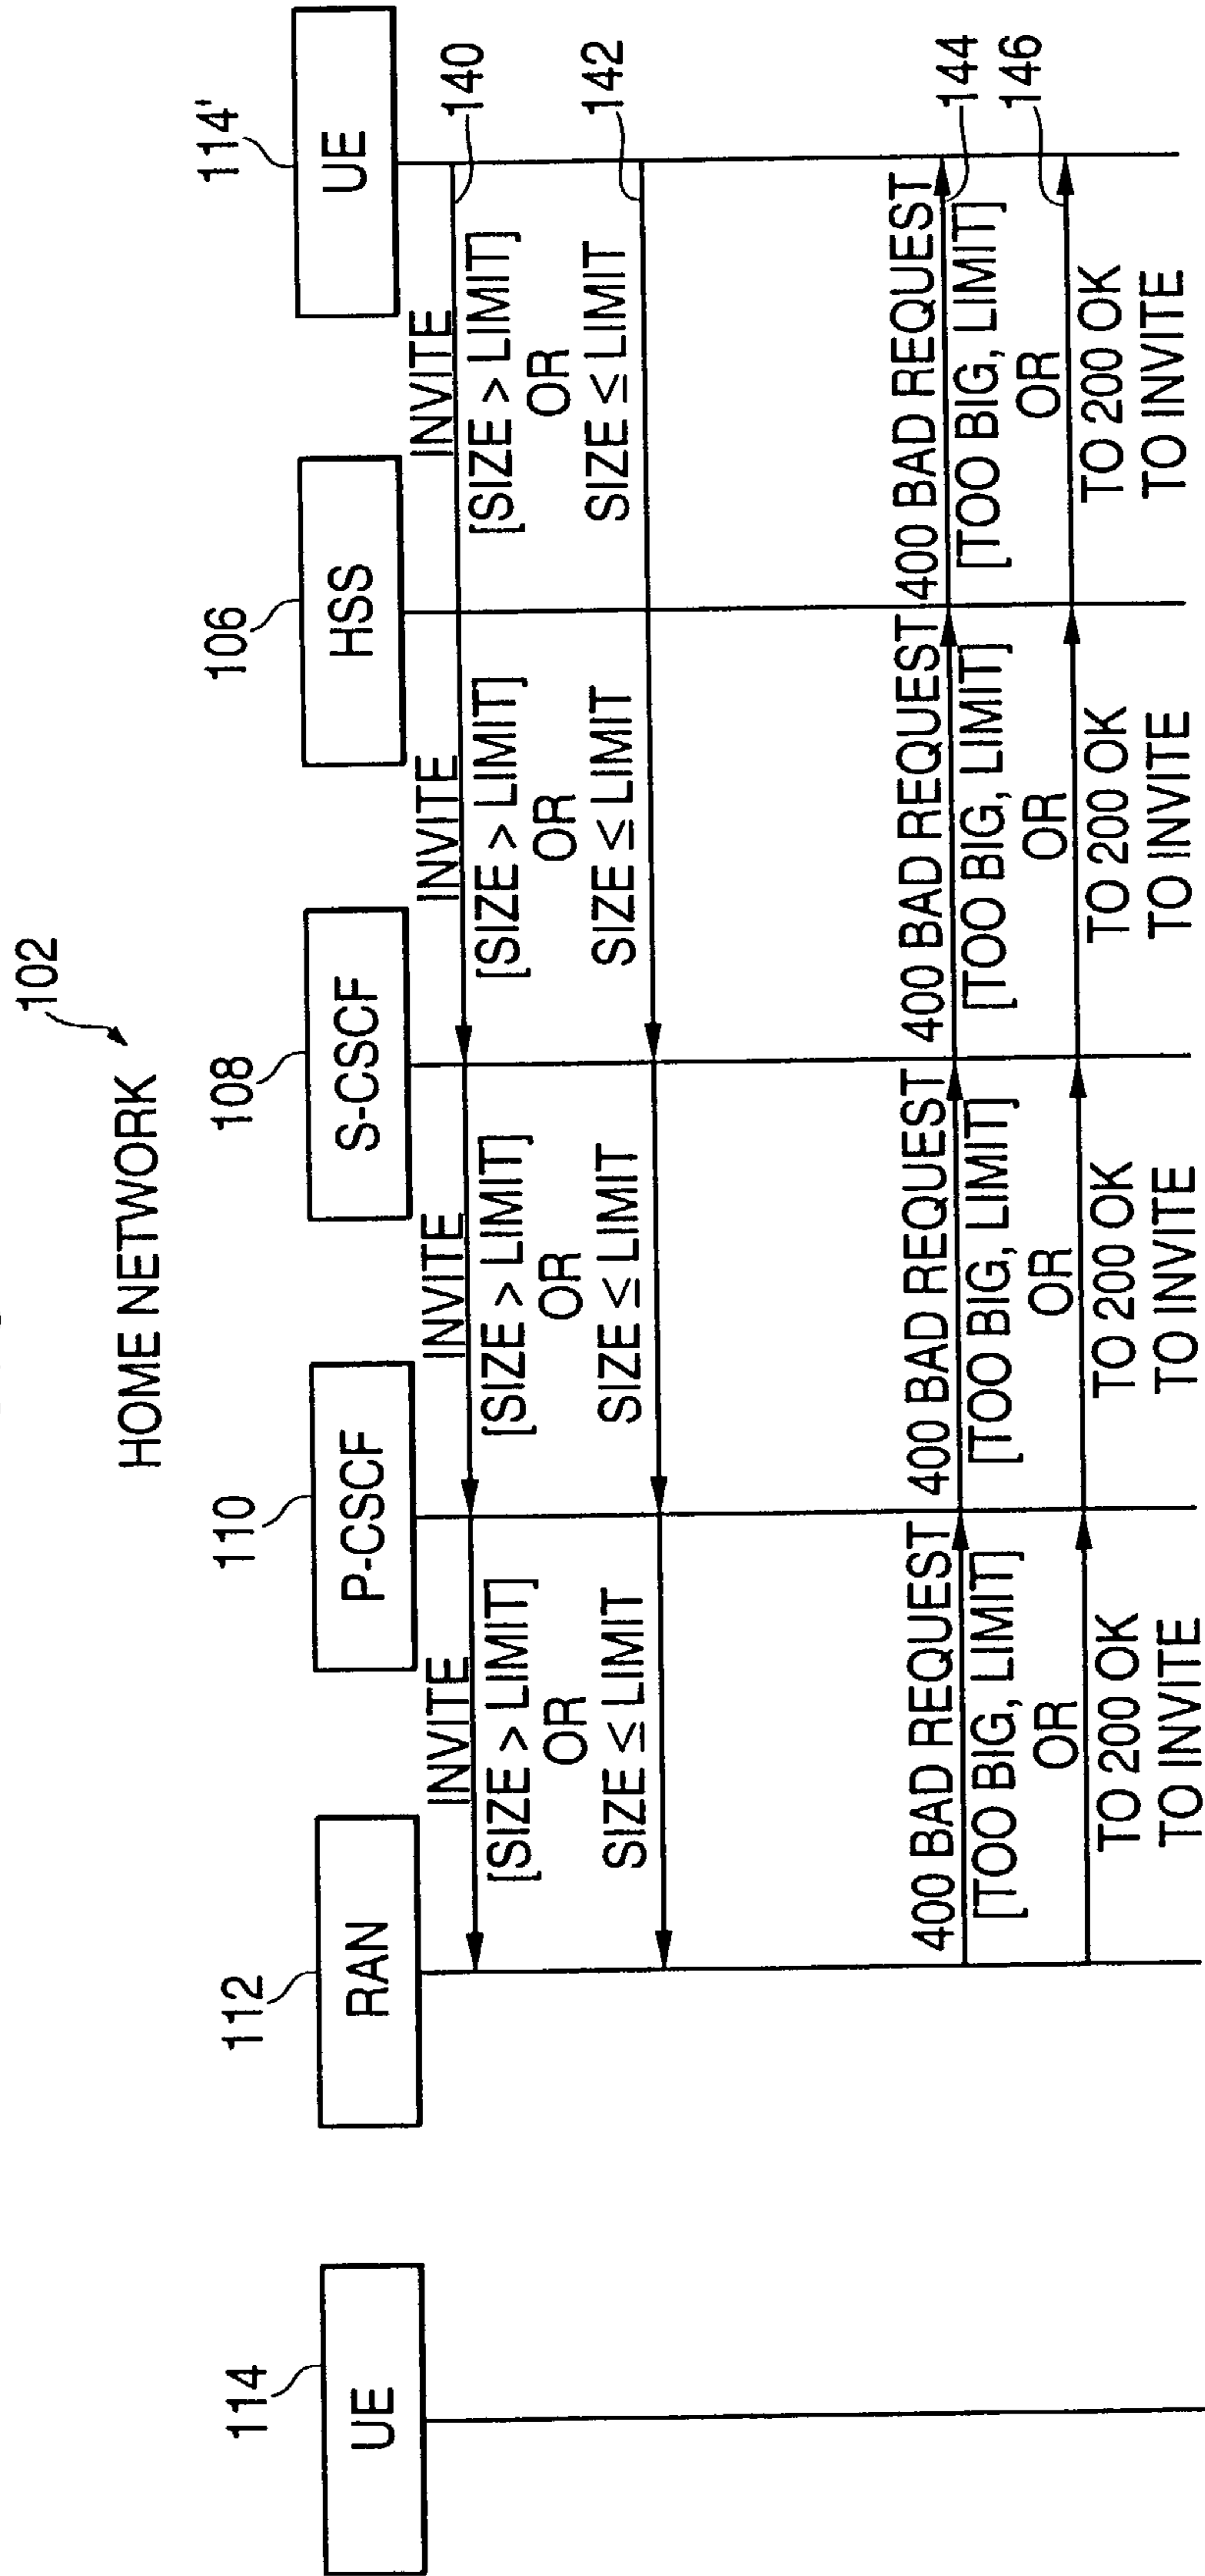 102
HOME NETWORK
114
112
110
108
106
114'
UE
RAN
P-CSCF
S-CSCF
HSS
UE
INVITE
INVITE
INVITE
INVITE
140
[SIZE > LIMIT]
[SIZE > LIMIT]
[SIZE > LIMIT]
[SIZE > LIMIT]
OR
OR
OR
OR
SIZE ≤ LIMIT
SIZE ≤ LIMIT
SIZE ≤ LIMIT
SIZE ≤ LIMIT
142
400 BAD REQUEST
400 BAD REQUEST
400 BAD REQUEST
400 BAD REQUEST
144
[TOO BIG, LIMIT]
[TOO BIG, LIMIT]
[TOO BIG, LIMIT]
[TOO BIG, LIMIT]
146
OR
OR
OR
OR
TO 200 OK
TO INVITE
TO 200 OK
TO INVITE
TO 200 OK
TO INVITE
TO 200 OK
TO INVITE